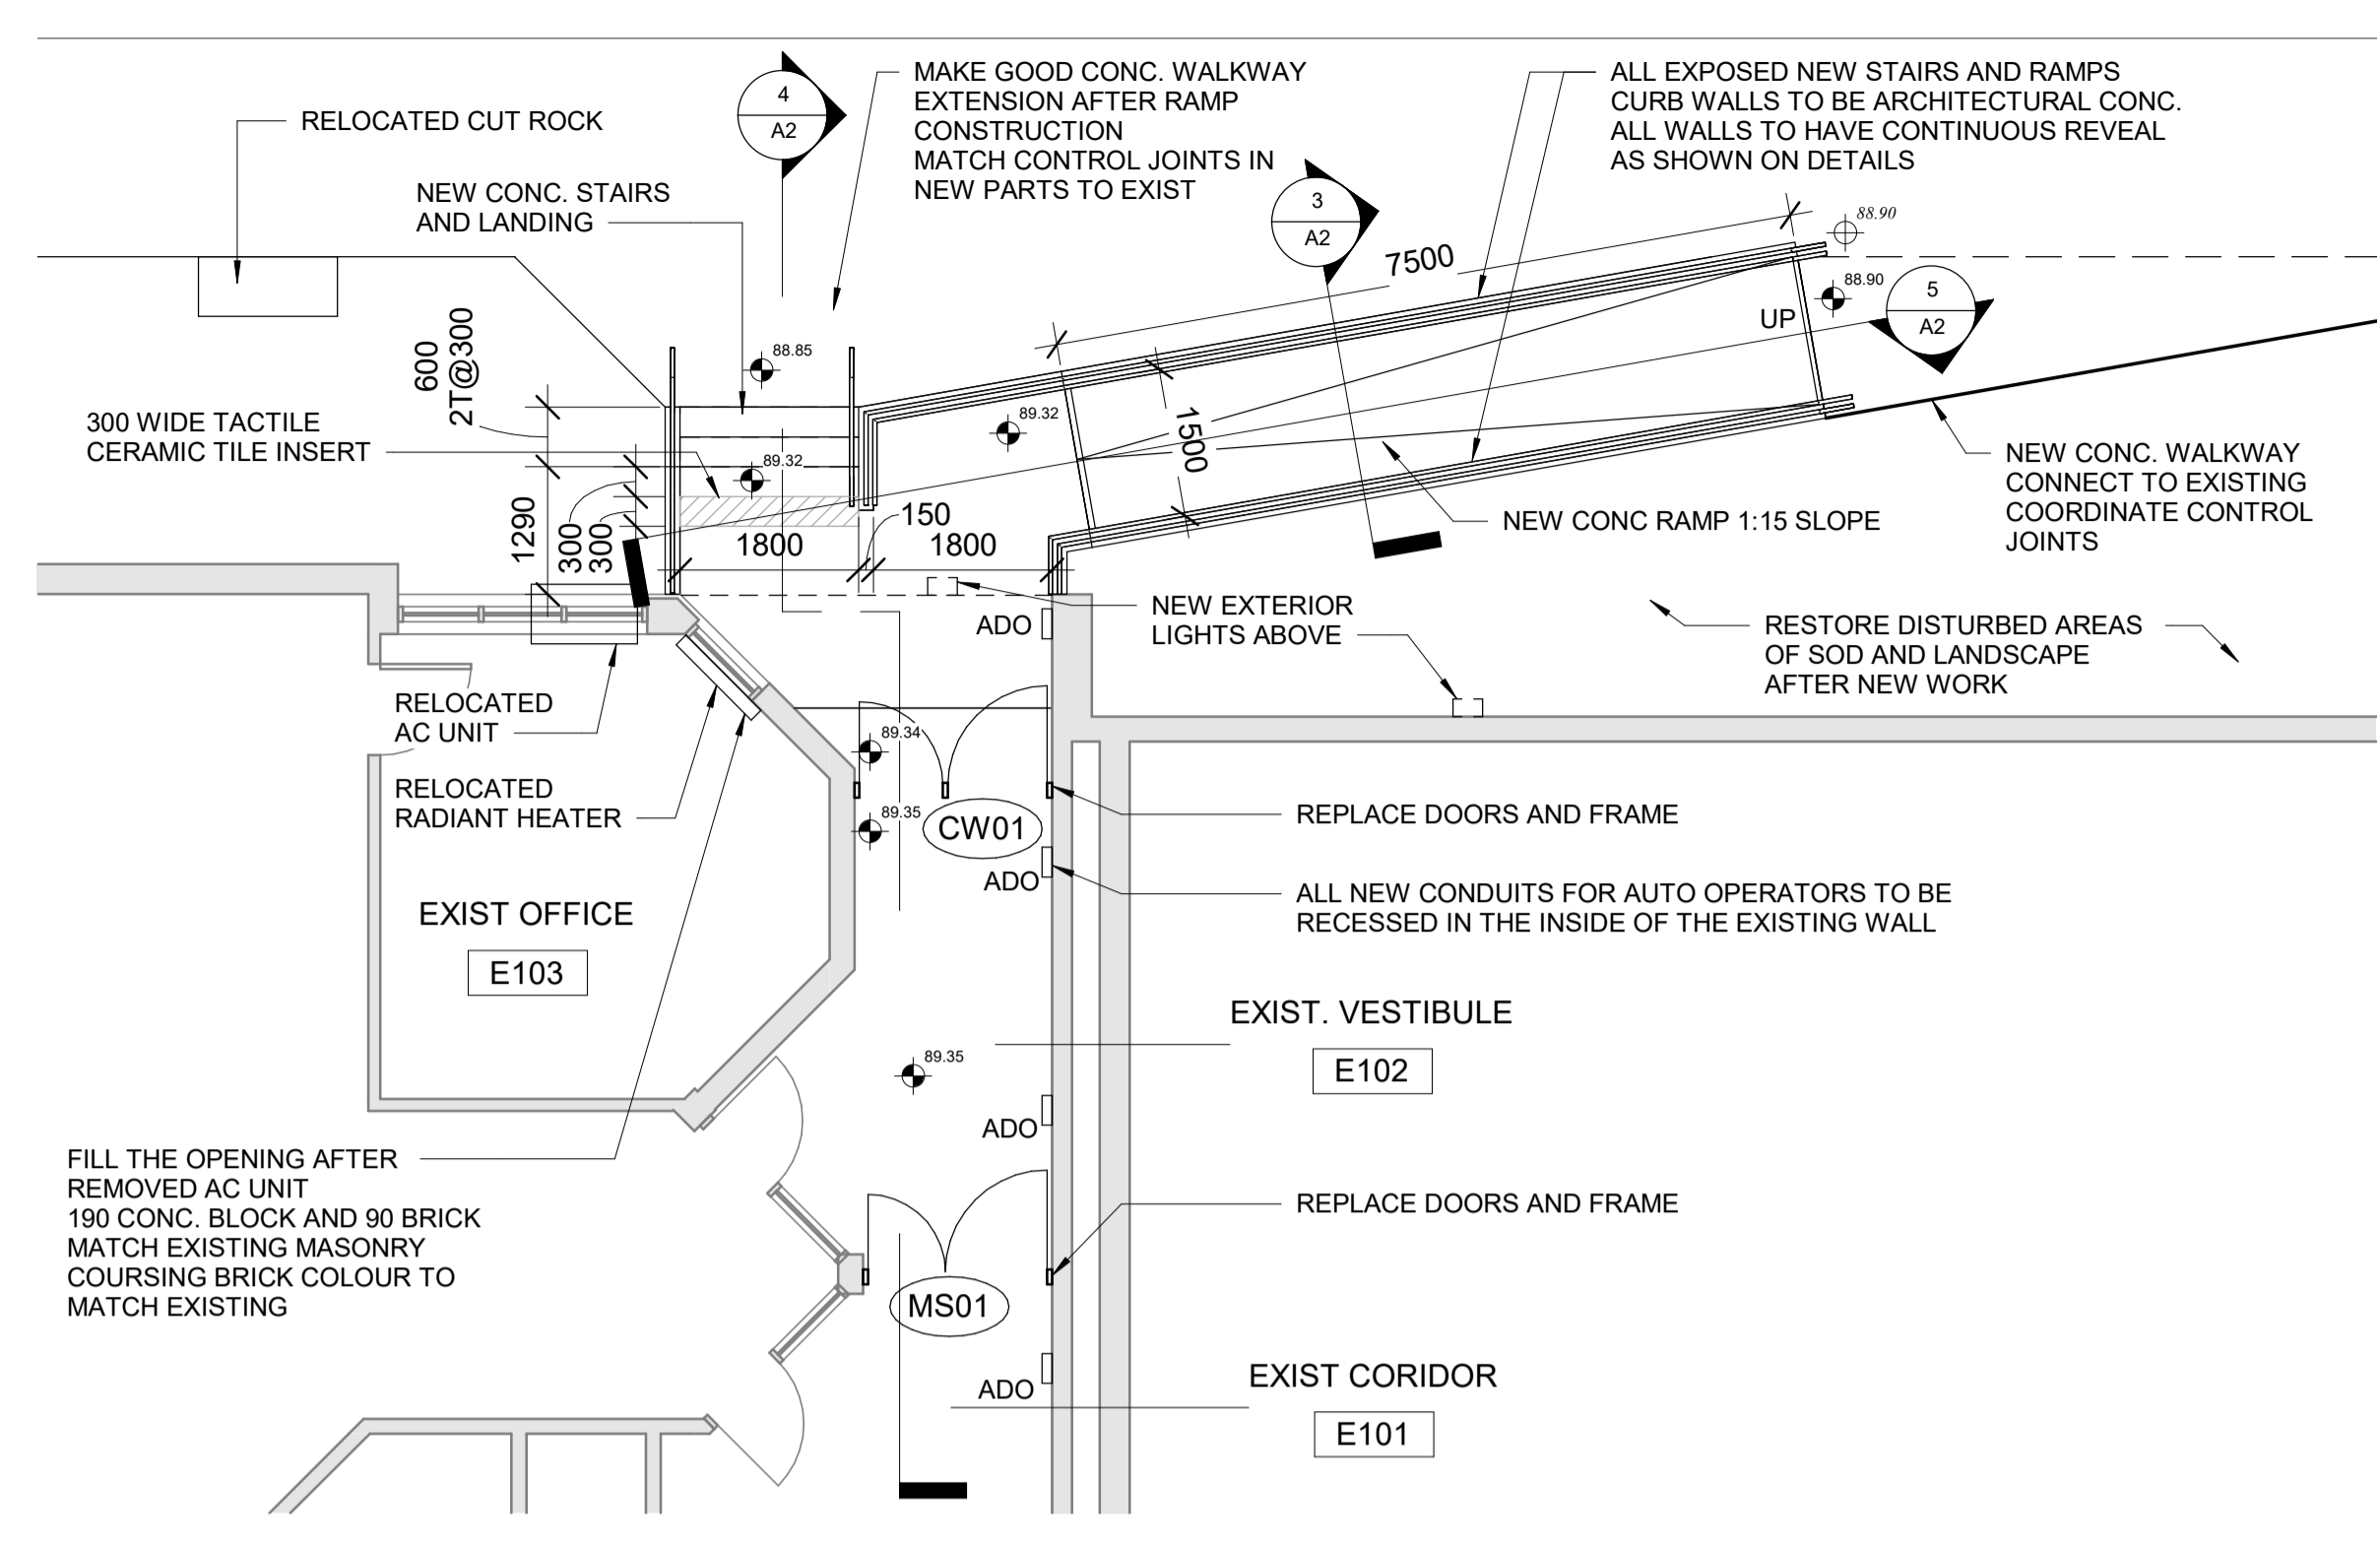 4
A2
MAKE GOOD CONC. WALKWAY
EXTENSION AFTER RAMP
CONSTRUCTION
MATCH CONTROL JOINTS IN
NEW PARTS TO EXIST
ALL EXPOSED NEW STAIRS AND RAMPS
CURB WALLS TO BE ARCHITECTURAL CONC.
ALL WALLS TO HAVE CONTINUOUS REVEAL
AS SHOWN ON DETAILS
RELOCATED CUT ROCK
NEW CONC. STAIRS
AND LANDING
3
A2
88.90
7500
88.90
5
A2
UP
600
2T@300
88.85
300 WIDE TACTILE
CERAMIC TILE INSERT
89.32
89.32
1500
NEW CONC. WALKWAY
CONNECT TO EXISTING
COORDINATE CONTROL
JOINTS
1290
300
300
150
1800
1800
NEW CONC RAMP 1:15 SLOPE
NEW EXTERIOR
LIGHTS ABOVE
ADO
RESTORE DISTURBED AREAS
OF SOD AND LANDSCAPE
AFTER NEW WORK
RELOCATED
AC UNIT
89.34
RELOCATED
RADIANT HEATER
89.35
CW01
REPLACE DOORS AND FRAME
ADO
ALL NEW CONDUITS FOR AUTO OPERATORS TO BE
RECESSED IN THE INSIDE OF THE EXISTING WALL
EXIST OFFICE
E103
EXIST. VESTIBULE
E102
89.35
ADO
FILL THE OPENING AFTER
REMOVED AC UNIT
190 CONC. BLOCK AND 90 BRICK
MATCH EXISTING MASONRY
COURSING BRICK COLOUR TO
MATCH EXISTING
REPLACE DOORS AND FRAME
MS01
ADO
EXIST CORIDOR
E101